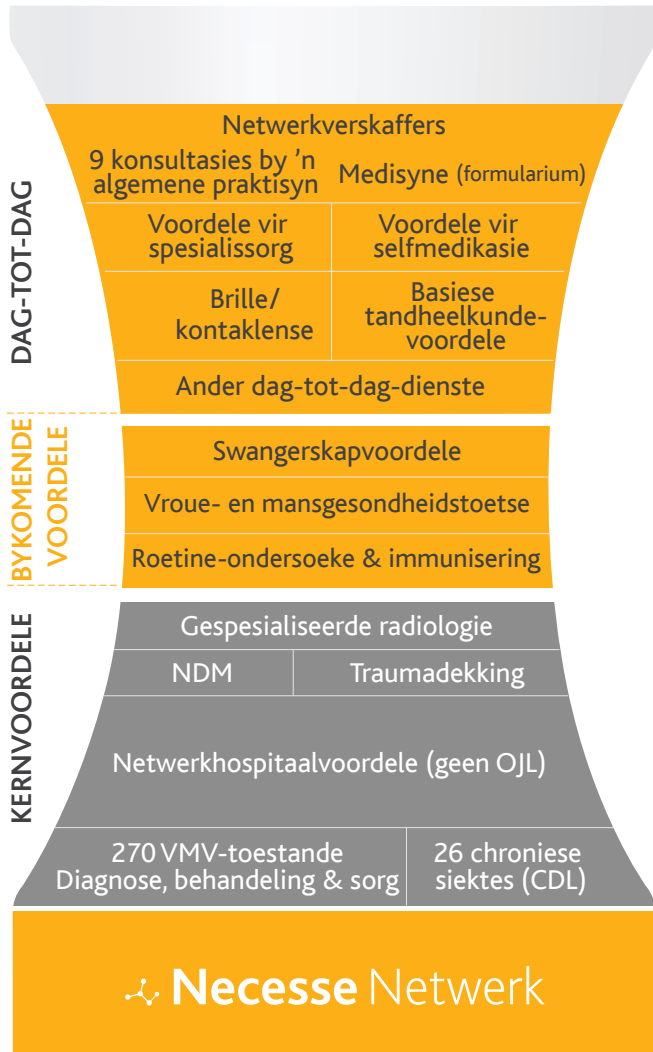 DAG-TOT-DAG
Netwerkverskaffers
9 konsultasies by ’n
algemene praktisyn
Medisyne (formularium)
Voordele vir
spesialissorg
Voordele vir
selfmedikasie
Brille/
kontaklense
Basiese
tandheelkunde-
voordele
Ander dag-tot-dag-dienste
BYKOMENDE
VOORDELE
Swangerskapvoordele
Vroue- en mansgesondheidstoetse
Roetine-ondersoeke & immunisering
KERNVOORDELE
Gespesialiseerde radiologie
NDM
Traumadekking
Netwerkhospitaalvoordele (geen OJL)
270 VMV-toestande
Diagnose, behandeling & sorg
26 chroniese
siektes (CDL)
Necesse Netwerk